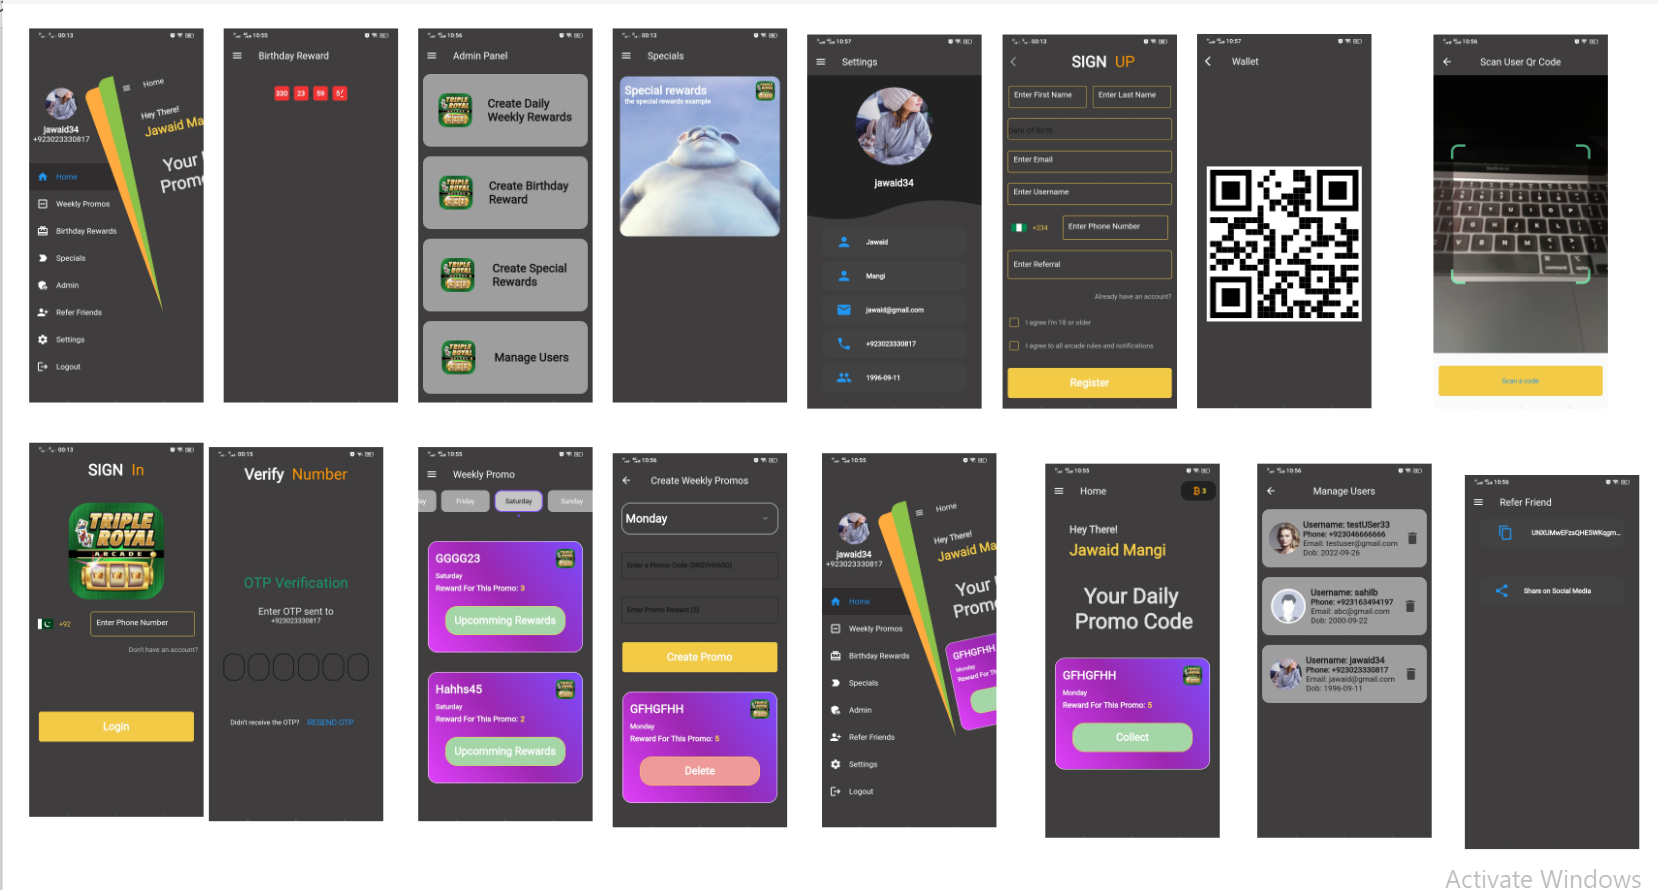 00:13
jawaid34
+923023330817
Home
Weekly Promos
Birthday Rewards
Specials
Admin
Refer Friends
Settings
Logout
Home
Hey There!
Jawaid Mang
Your
Promo
10:55
Birthday Reward
330 23 59
10:56
Admin Panel
TRIPLE ROYAL
Create Daily
Weekly Rewards
TRIPLE ROYAL
Create Birthday
Reward
TRIPLE ROYAL
Create Special
Rewards
TRIPLE ROYAL
Manage Users
00:13
Specials
Special rewards
the special rewards example
10:57
Settings
jawaid34
Jawaid
Mangi
jawaid@gmail.com
+923023330817
1996-09-11
00:13
SIGN UP
Enter First Name
Enter Last Name
Date Of Birth
Enter Email
Enter Username
+234
Enter Phone Number
Enter Referral
Already have an account?
I agree I'm 18 or older
I agree to all arcade rules and notifications
Register
10:57
Wallet
10:56
Scan User Qr Code
Scan a code
00:13
SIGN In
TRIPLE
ROYAL
ARCADE
+92
Enter Phone Number
Don't have an account?
Login
00:13
Verify Number
OTP Verification
Enter OTP sent to
+923023330817
Didn't receive the OTP? RESEND OTP
10:55
Weekly Promo
ay
Friday
Saturday
Sunday
GGGG23
Saturday
Reward For This Promo: 3
Upcomming Rewards
Hahhs45
Saturday
Reward For This Promo: 2
Upcomming Rewards
10:56
Create Weekly Promos
Monday
Enter a Promo Code (DKSYHV65D)
Enter Promo Reward (5)
Create Promo
GFHGFHH
Monday
Reward For This Promo: 5
Delete
10:55
jawaid34
+923023330817
Home
Weekly Promos
Birthday Rewards
Specials
Admin
Refer Friends
Settings
Logout
Home
Hey There!
Jawaid Ma
Your
Promo
GFHGFHH
Monday
Reward For This P
10:55
Home
3
Hey There!
Jawaid Mangi
Your Daily
Promo Code
GFHGFHH
Monday
Reward For This Promo: 5
Collect
10:56
Manage Users
Username: testUSer33
Phone: +923046666666
Email: testuser@gmail.com
Dob: 2022-09-26
Username: sahilb
Phone: +923163494197
Email: abc@gmail.com
Dob: 2000-09-22
Username: jawaid34
Phone: +923023330817
Email: jawaid@gmail.com
Dob: 1996-09-11
10:56
Refer Friend
Share on Social Media
Activate Windows